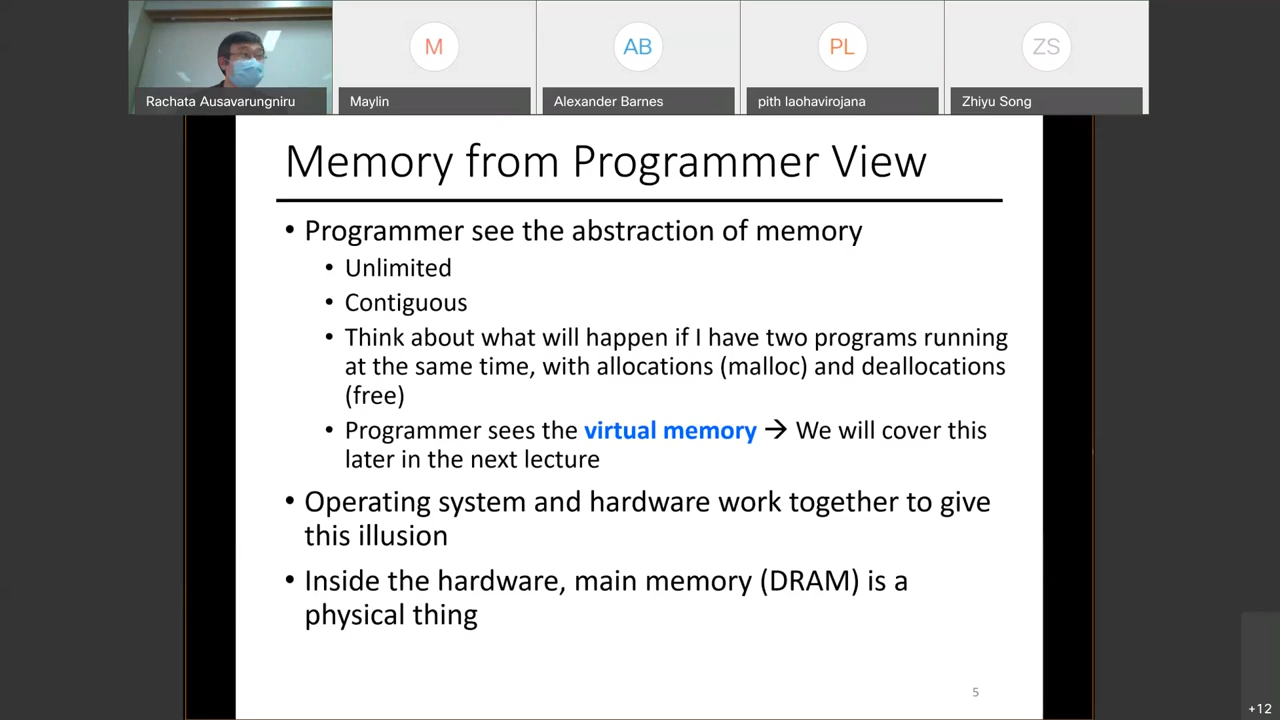 M
AB
PL
ZS
Rachata Ausavarungniru
Maylin
Alexander Barnes
pith laohavirojana
Zhiyu Song
Memory from Programmer View
• Programmer see the abstraction of memory
• Unlimited
• Contiguous
• Think about what will happen if I have two programs running
at the same time, with allocations (malloc) and deallocations
(free)
• Programmer sees the virtual memory → We will cover this
later in the next lecture
• Operating system and hardware work together to give
this illusion
• Inside the hardware, main memory (DRAM) is a
physical thing
5
+12